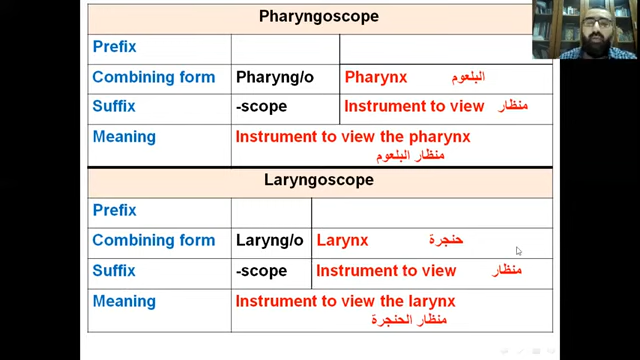 Pharyngoscope
Prefix
Combining form Pharyng/o Pharynx البلعوم
Suffix -scope Instrument to view منظار
Meaning Instrument to view the pharynx
منظار البلعوم
Laryngoscope
Prefix
Combining form Laryng/o Larynx حنجرة
Suffix -scope Instrument to view منظار
Meaning Instrument to view the larynx
منظار الحنجرة